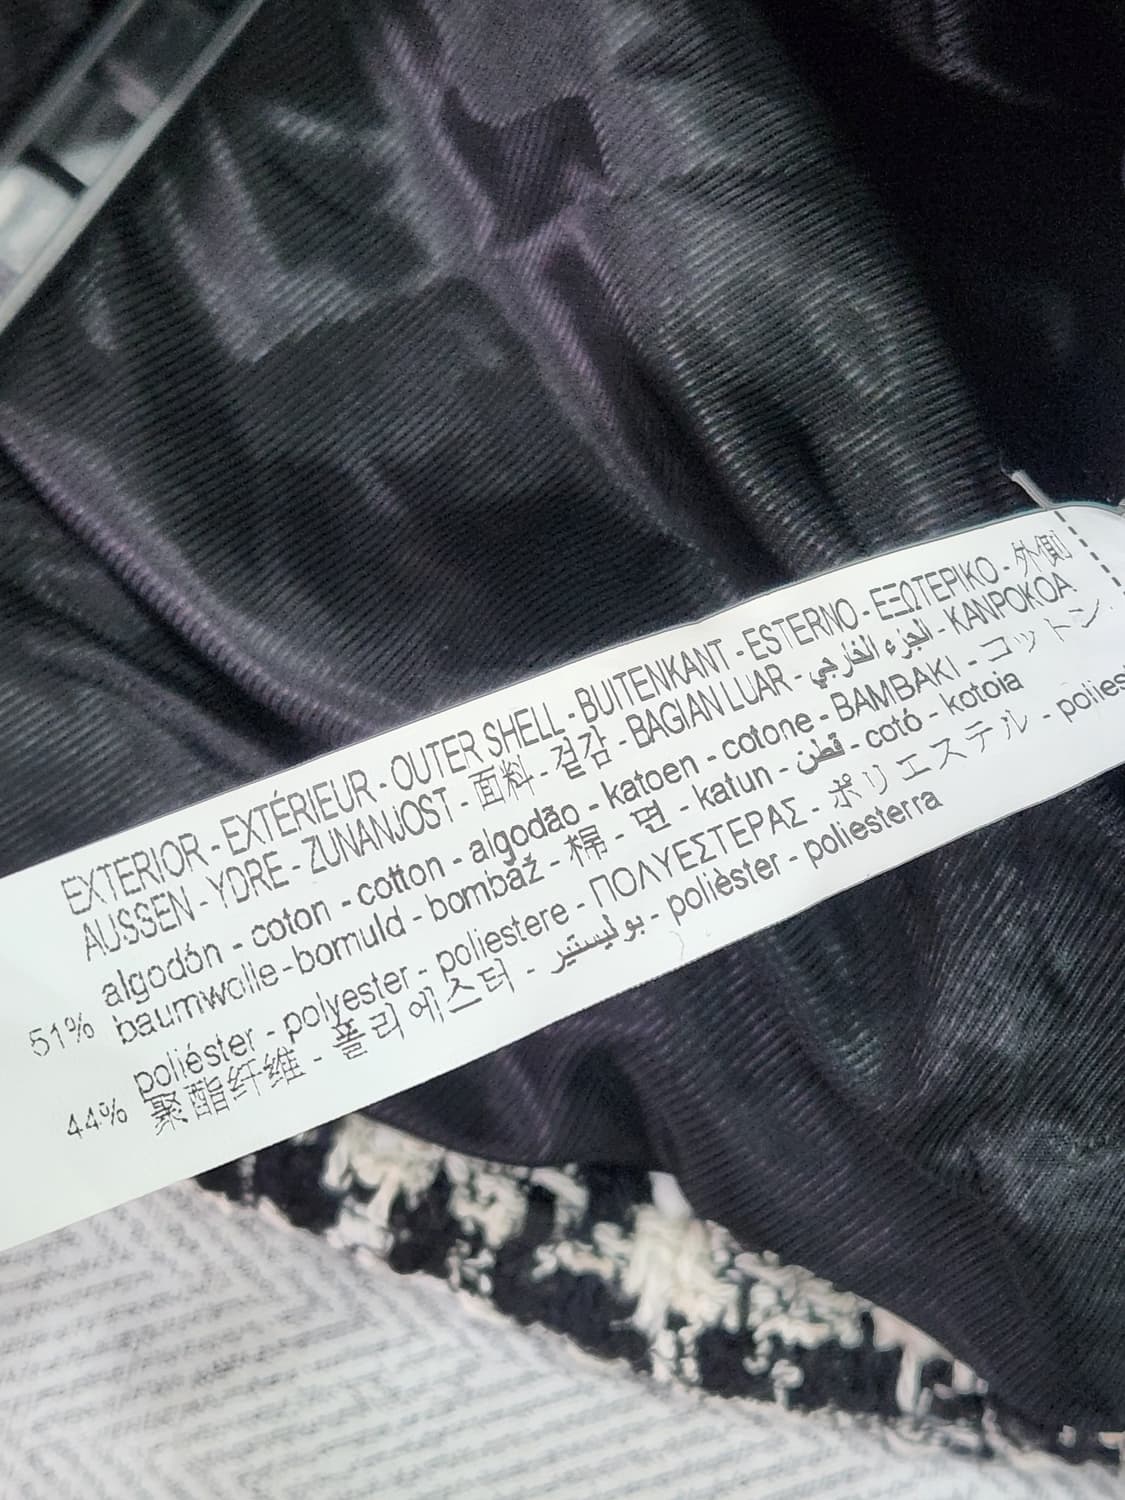 EXTERIOR - EXTÉRIEUR - OUTER SHELL - BUITENKANT - ESTERNO - ΕΞΩΤΕΡΙΚΟ - 外側
AUSSEN - YDRE - ZUNANJOST - 面料 - 겉감 - BAGIAN LUAR - الجزء الخارجي - KANPOKOA
51% algodón - coton - cotton - algodão - katoen - cotone - ΒΑΜΒΑΚΙ - コットン
baumwolle - bomuld - bombaž - 棉 - 면 - katun - قطن - cotó - kotoia
44% poliéster - polyester - poliestere - ΠΟΛΥΕΣΤΕΡΑΣ - ポリエステル - polies
聚酯纤维 - 폴리에스터 - بوليستير - polièster - poliesterra